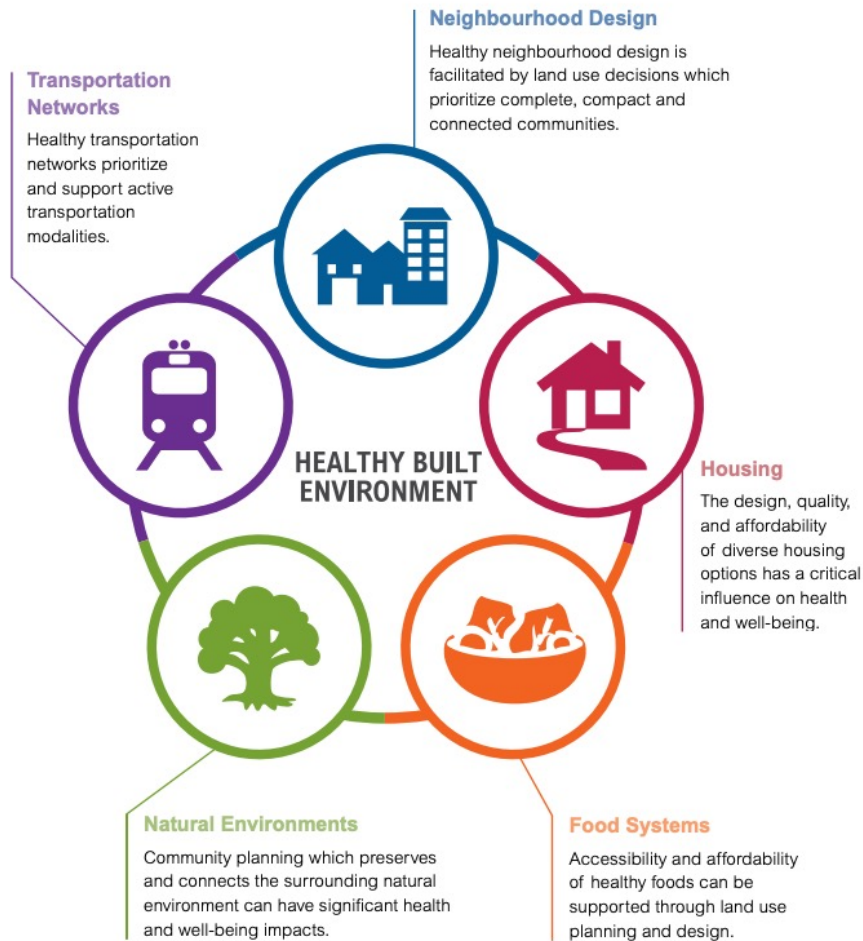 Neighbourhood Design
Healthy neighbourhood design is
facilitated by land use decisions which
prioritize complete, compact and
connected communities.
Transportation
Networks
Healthy transportation
networks prioritize
and support active
transportation
modalities.
HEALTHY BUILT
ENVIRONMENT
Housing
The design, quality,
and affordability
of diverse housing
options has a critical
influence on health
and well-being.
Natural Environments
Community planning which preserves
and connects the surrounding natural
environment can have significant health
and well-being impacts.
Food Systems
Accessibility and affordability
of healthy foods can be
supported through land use
planning and design.